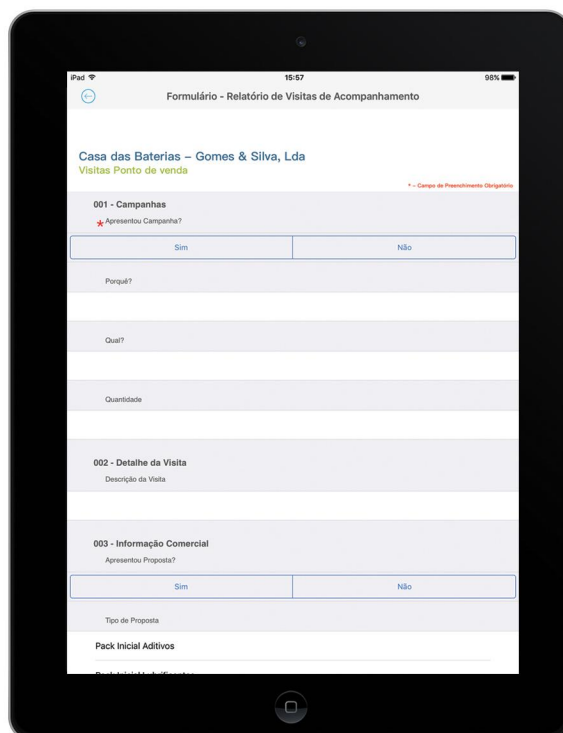 iPad 15:57 98%
Formulário - Relatório de Visitas de Acompanhamento
Casa das Baterias – Gomes & Silva, Lda
Visitas Ponto de venda
* – Campo de Preenchimento Obrigatório
001 - Campanhas
* Apresentou Campanha?
Sim Não
Porquê?
Qual?
Quantidade
002 - Detalhe da Visita
Descrição da Visita
003 - Informação Comercial
Apresentou Proposta?
Sim Não
Tipo de Proposta
Pack Inicial Aditivos